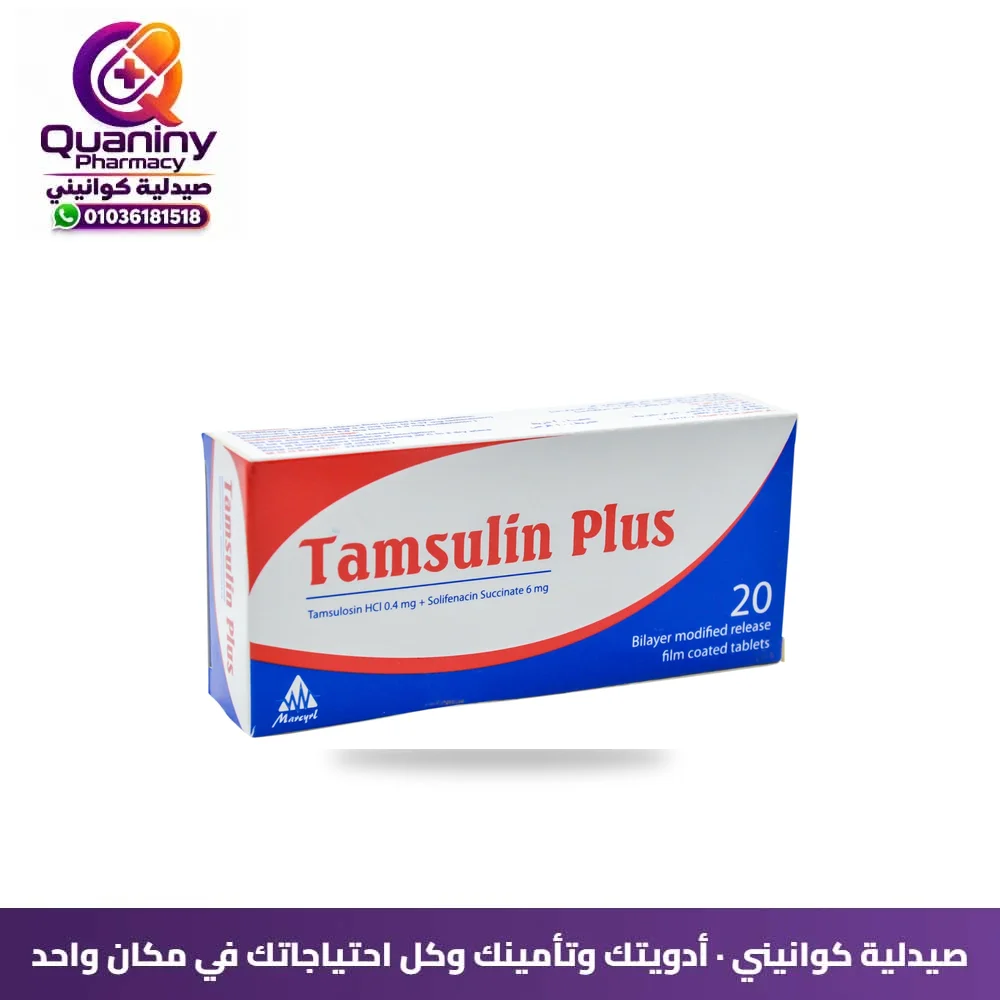 Quaniny
Pharmacy
صيدلية كوانيني
01036181518
Tamsulin Plus
Tamsulin Plus
Tamsulosin HCl 0.4 mg + Solifenacin Succinate 6 mg
20
Bilayer modified release
film coated tablets
Marcyrl
صيدلية كوانيني · أدويتك وتأمينك وكل احتياجاتك في مكان واحد